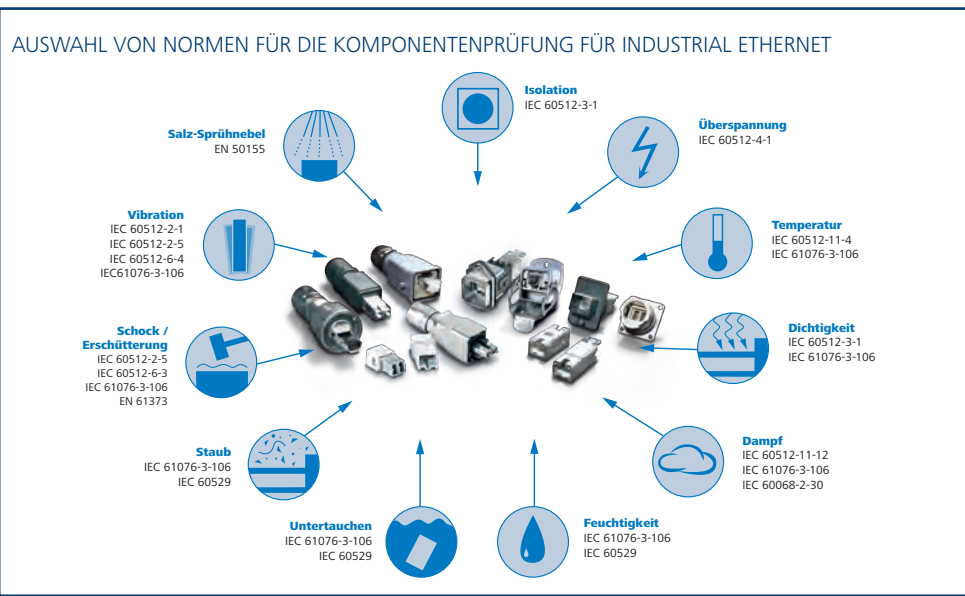 AUSWAHL VON NORMEN FÜR DIE KOMPONENTENPRÜFUNG FÜR INDUSTRIAL ETHERNET
Isolation
IEC 60512-3-1
Überspannung
IEC 60512-4-1
Salz-Sprühnebel
EN 50155
Vibration
IEC 60512-2-1
IEC 60512-2-5
IEC 60512-6-4
IEC61076-3-106
Temperatur
IEC 60512-11-4
IEC 61076-3-106
Schock /
Erschütterung
IEC 60512-2-5
IEC 60512-6-3
IEC 61076-3-106
EN 61373
Dichtigkeit
IEC 60512-3-1
IEC 61076-3-106
Staub
IEC 61076-3-106
IEC 60529
Dampf
IEC 60512-11-12
IEC 61076-3-106
IEC 60068-2-30
Untertauchen
IEC 61076-3-106
IEC 60529
Feuchtigkeit
IEC 61076-3-106
IEC 60529